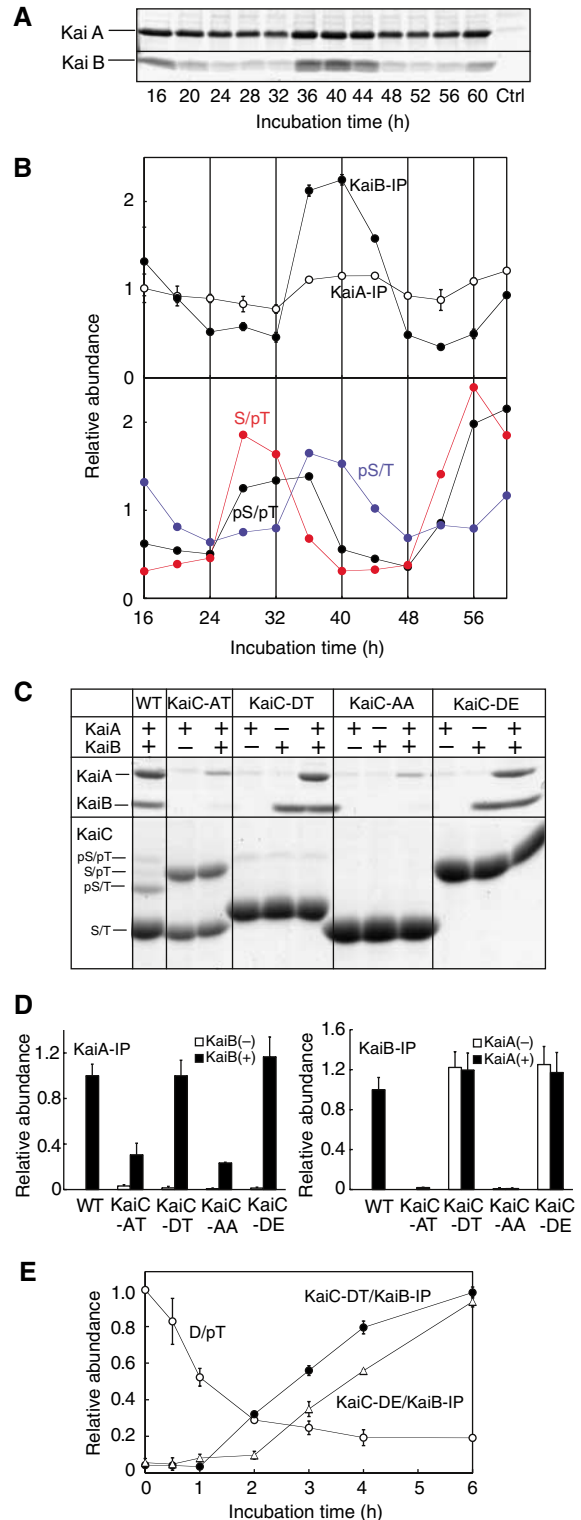 A
Kai A
Kai B
16 20 24 28 32 36 40 44 48 52 56 60 Ctrl
Incubation time (h)
B
KaiB-IP
KaiA-IP
2
1
0
Relative abundance
S/pT
pS/T
pS/pT
2
1
0
16 24 32 40 48 56
Incubation time (h)
C
WT KaiC-AT KaiC-DT KaiC-AA KaiC-DE
KaiA + + + + − + + − + + − +
KaiB + − + − + + − + + − + +
KaiA
KaiB
KaiC
pS/pT
S/pT
pS/T
S/T
D
KaiA-IP
KaiB(−)
KaiB(+)
Relative abundance
1.2
0.8
0.4
0
WT KaiC-AT KaiC-DT KaiC-AA KaiC-DE
KaiB-IP
KaiA(−)
KaiA(+)
Relative abundance
1.6
1.2
0.8
0.4
0
WT KaiC-AT KaiC-DT KaiC-AA KaiC-DE
E
Relative abundance
1.0
0.8
0.6
0.4
0.2
0
D/pT
KaiC-DT/KaiB-IP
KaiC-DE/KaiB-IP
0 1 2 3 4 5 6
Incubation time (h)